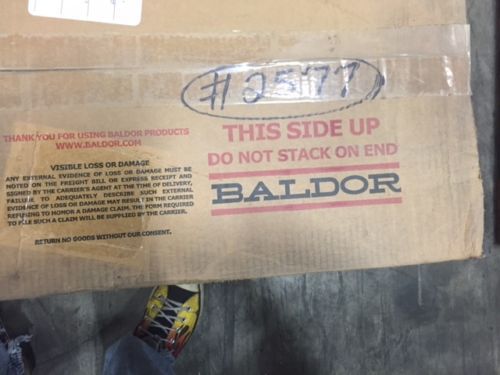 #2577
THANK YOU FOR USING BALDOR PRODUCTS
WWW.BALDOR.COM
VISIBLE LOSS OR DAMAGE
ANY EXTERNAL EVIDENCE OF LOSS OR DAMAGE MUST BE
NOTED ON THE FREIGHT BILL OR EXPRESS RECEIPT AND
SIGNED BY THE CARRIER'S AGENT AT THE TIME OF DELIVERY,
FAILURE TO ADEQUATELY DESCRIBE SUCH EXTERNAL
EVIDENCE OF LOSS OR DAMAGE MAY RESULT IN THE CARRIER
REFUSING TO HONOR A DAMAGE CLAIM. THE FORM REQUIRED
TO FILE SUCH A CLAIM WILL BE SUPPLIED BY THE CARRIER.
RETURN NO GOODS WITHOUT OUR CONSENT.
THIS SIDE UP
DO NOT STACK ON END
BALDOR